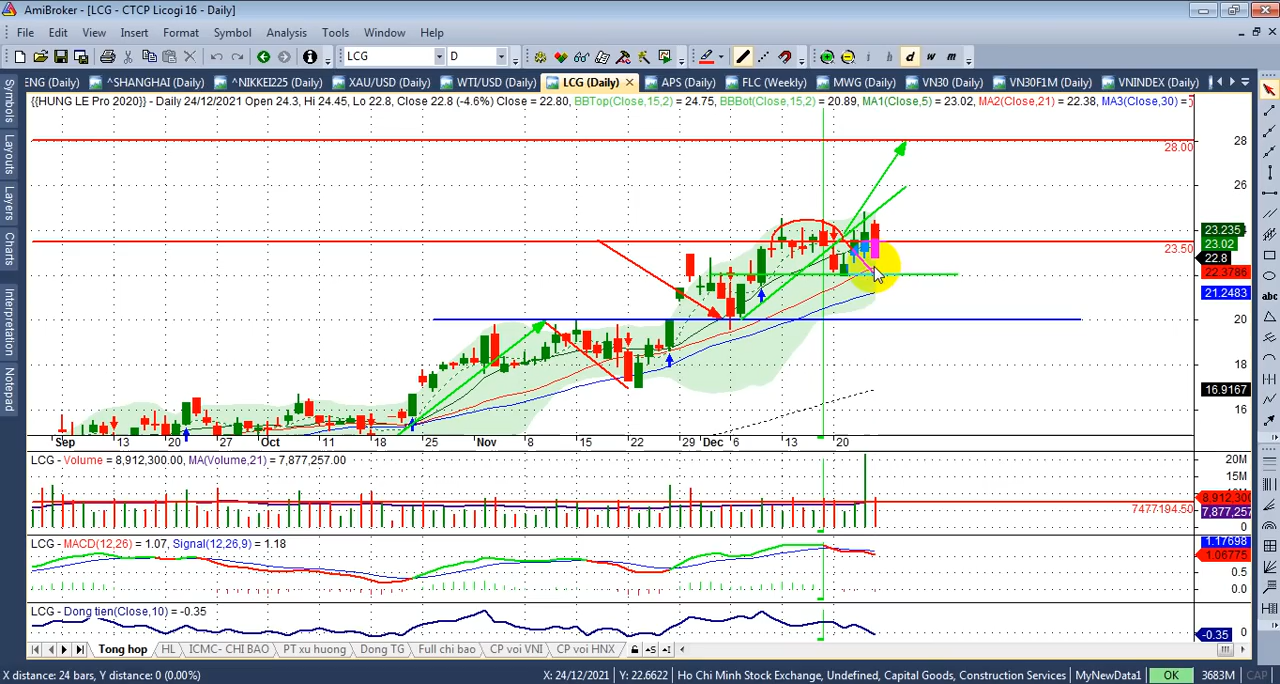 AmiBroker - [LCG - CTCP Licogi 16 - Daily]
File Edit View Insert Format Symbol Analysis Tools Window Help
LCG D d w m
ENG (Daily) ^SHANGHAI (Daily) ^NIKKEI225 (Daily) XAU/USD (Daily) WTI/USD (Daily) LCG (Daily) APS (Daily) FLC (Weekly) MWG (Daily) VN30 (Daily) VN30F1M (Daily) VNINDEX (Daily)
{{HUNG LE Pro 2020}} - Daily 24/12/2021 Open 24.3, Hi 24.45, Lo 22.8, Close 22.8 (-4.6%) Close = 22.80, BBTop(Close,15,2) = 24.75, BBBot(Close,15,2) = 20.89, MA1(Close,5) = 23.02, MA2(Close,21) = 22.38, MA3(Close,30) =
Symbols
Layouts
Layers
Charts
Interpretation
Notepad
abc
28
28.00
26
23.235
23.02
23.50
22.8
22.3786
21.2483
20
18
16.9167
16
Sep 13 20 27 Oct 11 18 25 Nov 8 15 22 29 Dec 6 13 20
LCG - Volume = 8,912,300.00, MA(Volume,21) = 7,877,257.00
20M
15M
8,912,300
7477194.50
7,877,257
0
LCG - MACD(12,26) = 1.07, Signal(12,26,9) = 1.18
1.17698
1.06775
0.5
0.0
LCG - Dong tien(Close,10) = -0.35
-0.35 0
Tong hop HL ICMC- CHI BAO PT xu huong Dong TG Full chi bao CP voi VNI CP voi HNX
X distance: 24 bars, Y distance: 0 (0.00%) X: 24/12/2021 Y: 22.6622 Ho Chi Minh Stock Exchange, Undefined, Capital Goods, Construction Services MyNewData1 OK 3683M CAP